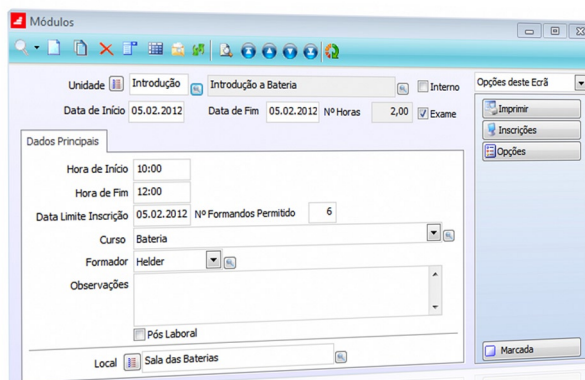 Módulos
Unidade Introdução Introdução a Bateria Interno
Data de Início 05.02.2012 Data de Fim 05.02.2012 Nº Horas 2,00 Exame
Opções deste Ecrã
Imprimir
Inscrições
Opções
Dados Principais
Hora de Início 10:00
Hora de Fim 12:00
Data Limite Inscrição 05.02.2012 Nº Formandos Permitido 6
Curso Bateria
Formador Helder
Observações
Pós Laboral
Local Sala das Baterias
Marcada